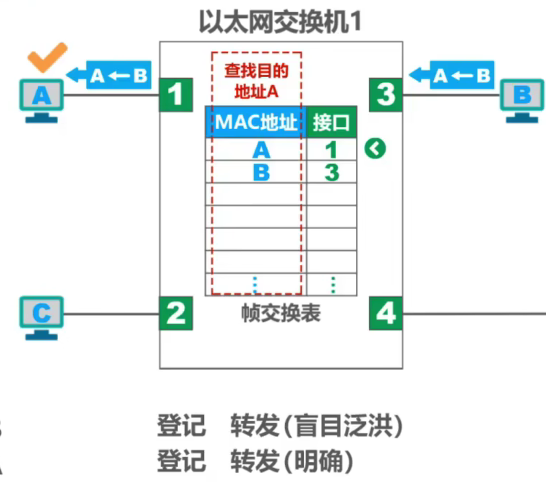 以太网交换机1
A←B
A←B
查找目的
地址A
A 1 3 B
MAC地址 接口
A 1
B 3
⋮ ⋮
C 2 4
帧交换表
登记 转发(盲目泛洪)
登记 转发(明确)